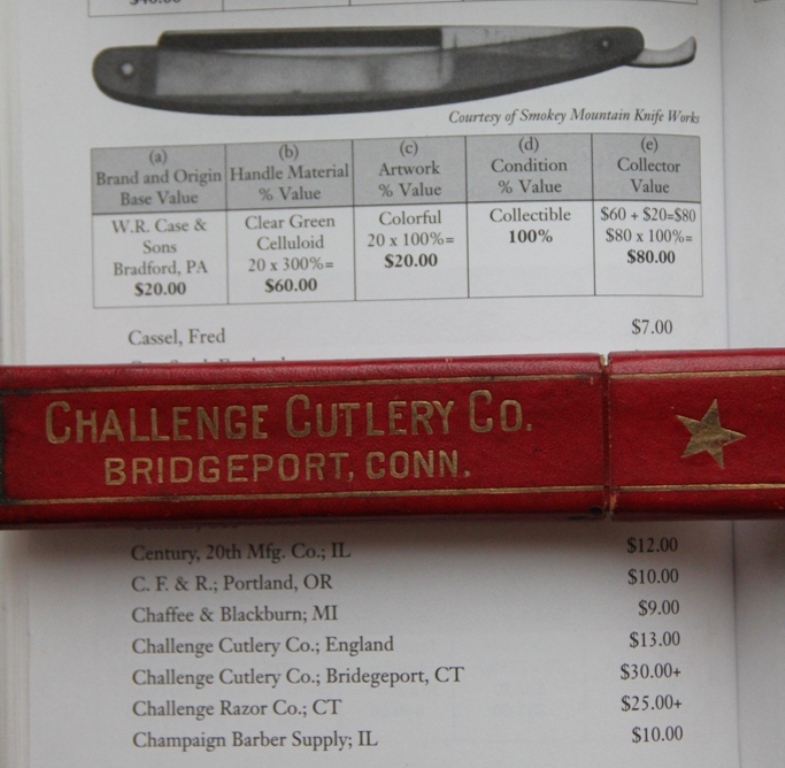 Courtesy of Smokey Mountain Knife Works
(a) (b) (c) (d) (e)
Brand and Origin Handle Material Artwork Condition Collector
Base Value % Value % Value % Value Value
W.R. Case & Clear Green Colorful Collectible $60 + $20=$80
Sons Celluloid 20 x 100%= 100% $80 x 100%=
Bradford, PA 20 x 300%= $20.00 $80.00
$20.00 $60.00
Cassel, Fred $7.00
CHALLENGE CUTLERY CO.
BRIDGEPORT, CONN.
Century, 20th Mfg. Co.; IL $12.00
C. F. & R.; Portland, OR $10.00
Chaffee & Blackburn; MI $9.00
Challenge Cutlery Co.; England $13.00
Challenge Cutlery Co.; Bridegeport, CT $30.00+
Challenge Razor Co.; CT $25.00+
Champaign Barber Supply; IL $10.00